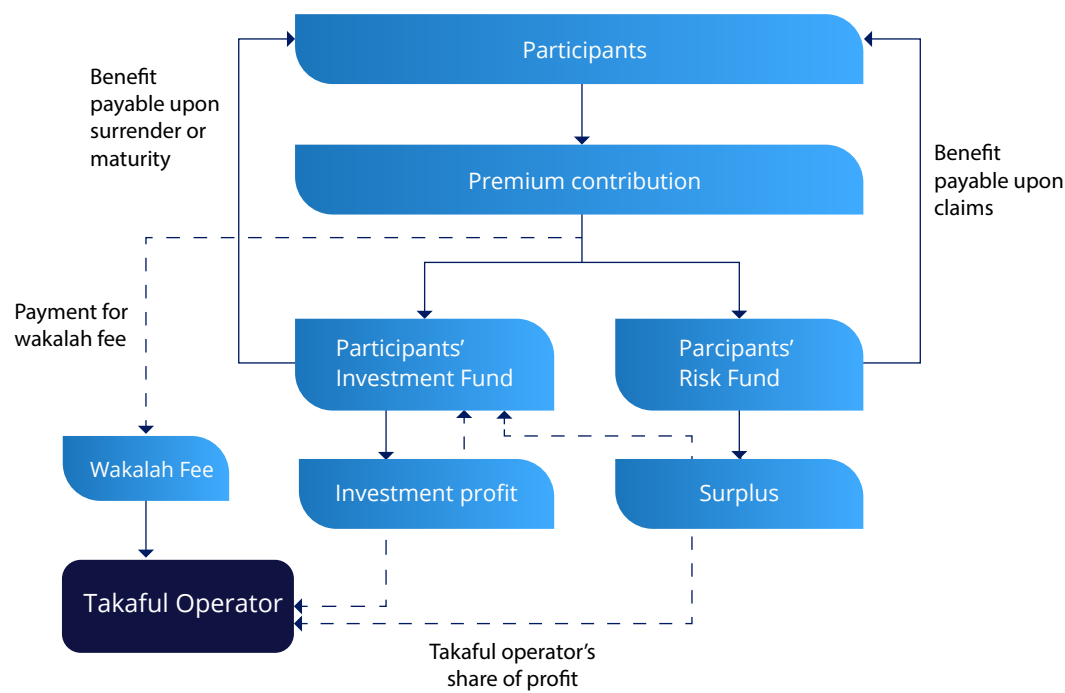 Participants
Benefit
payable upon
surrender or
maturity
Premium contribution
Benefit
payable upon
claims
Payment for
wakalah fee
Participants’
Investment Fund
Parcipants’
Risk Fund
Wakalah Fee
Investment profit
Surplus
Takaful Operator
Takaful operator’s
share of profit